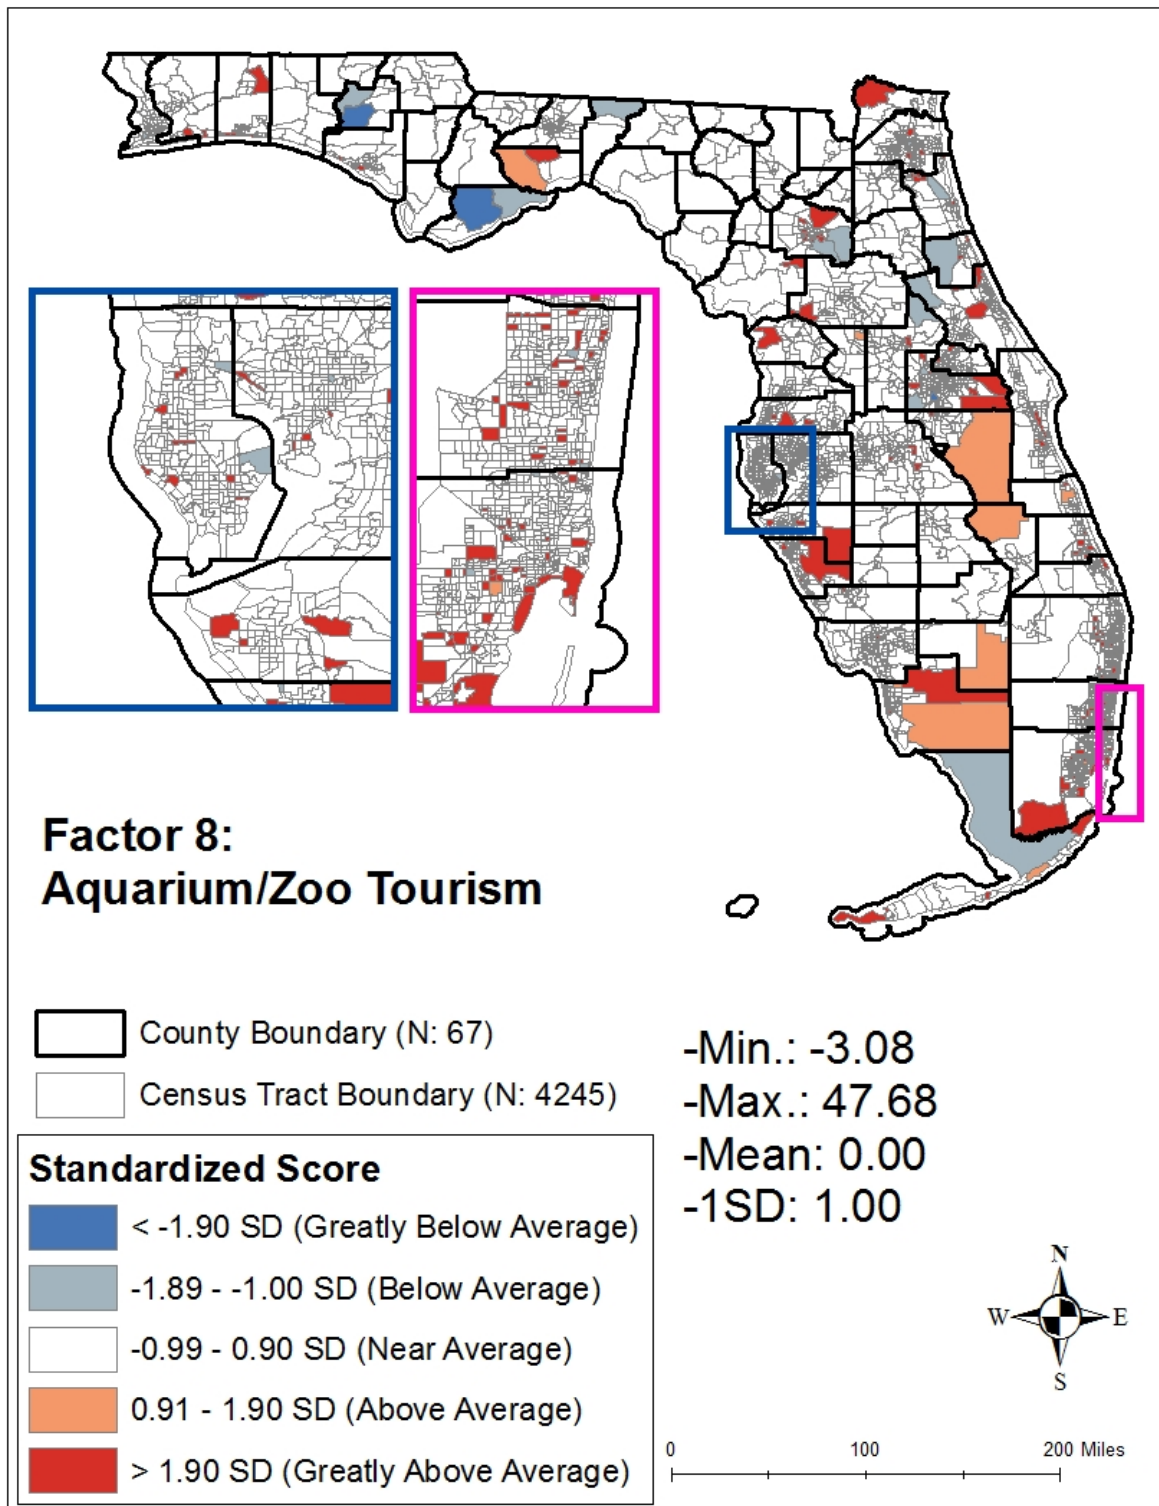 Factor 8:
Aquarium/Zoo Tourism
County Boundary (N: 67)
Census Tract Boundary (N: 4245)
-Min.: -3.08
-Max.: 47.68
-Mean: 0.00
-1SD: 1.00
Standardized Score
< -1.90 SD (Greatly Below Average)
-1.89 - -1.00 SD (Below Average)
-0.99 - 0.90 SD (Near Average)
0.91 - 1.90 SD (Above Average)
> 1.90 SD (Greatly Above Average)
N
W E
S
0 100 200 Miles